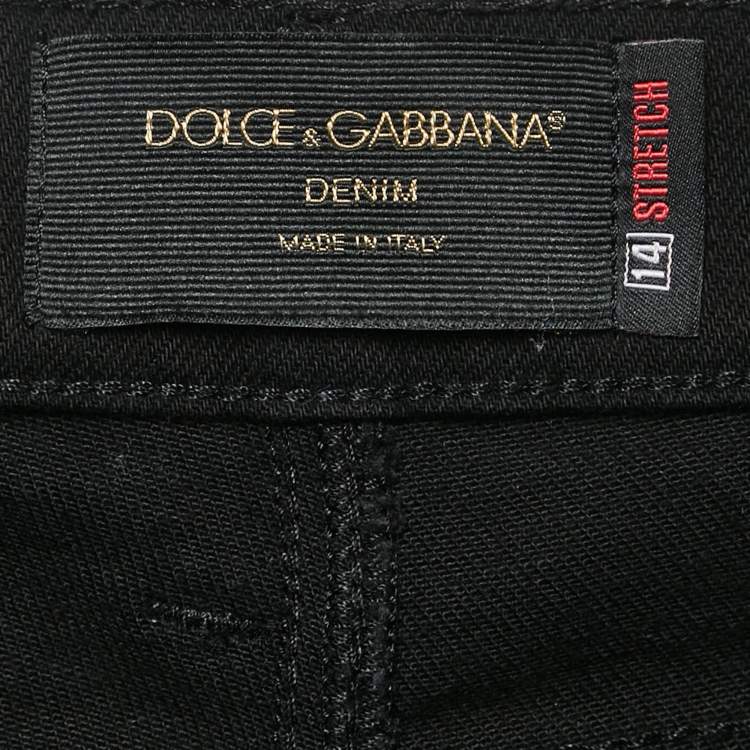 DOLCE & GABBANA®
DENIM
MADE IN ITALY
14 STRETCH